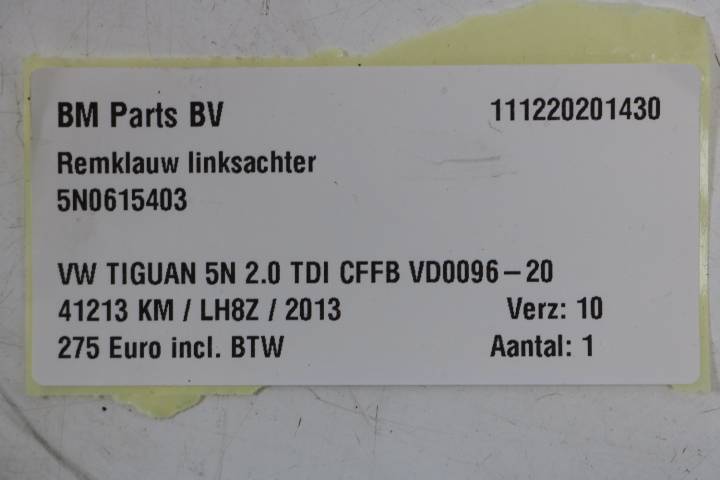 BM Parts BV 111220201430
Remklauw linksachter
5N0615403
VW TIGUAN 5N 2.0 TDI CFFB VD0096-20
41213 KM / LH8Z / 2013 Verz: 10
275 Euro incl. BTW Aantal: 1